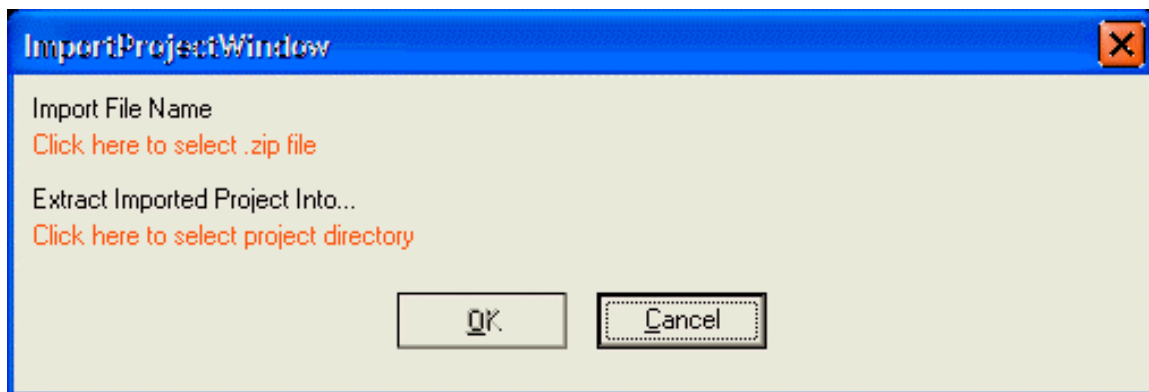 ImportProjectWindow
Import File Name
Click here to select .zip file
Extract Imported Project Into...
Click here to select project directory
OK
Cancel